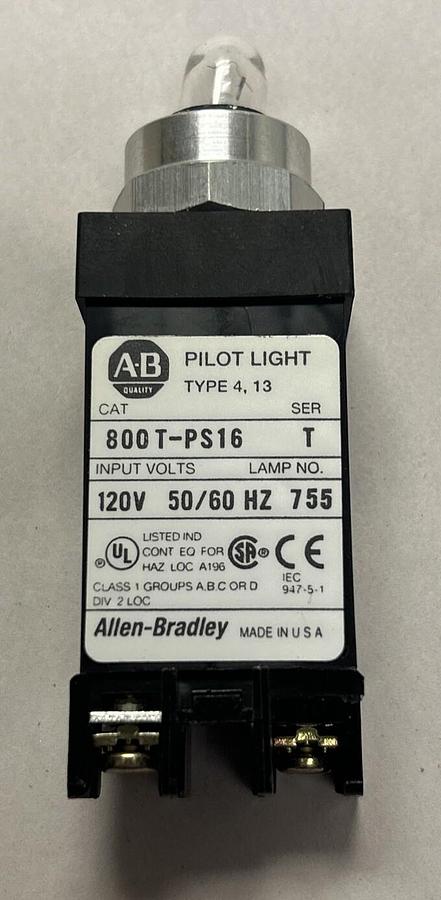 A-B
QUALITY
PILOT LIGHT
TYPE 4, 13
CAT SER
800T-PS16 T
INPUT VOLTS LAMP NO.
120V 50/60 HZ 755
® UL LISTED IND
CONT EQ FOR
HAZ LOC A196
SA ® CE
CLASS 1 GROUPS A,B,C OR D
DIV 2 LOC
IEC
947-5-1
Allen-Bradley MADE IN U S A